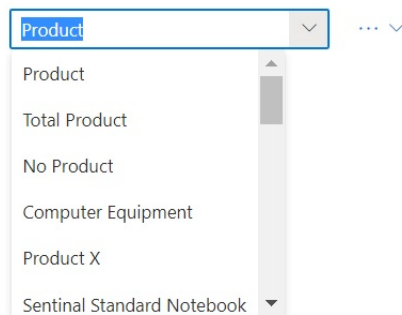 Product
Product
Total Product
No Product
Computer Equipment
Product X
Sentinal Standard Notebook